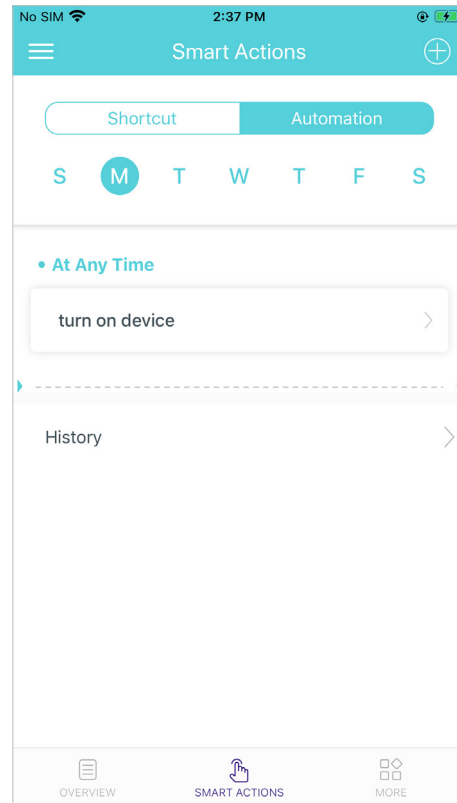 No SIM 2:37 PM
Smart Actions
Shortcut Automation
S M T W T F S
• At Any Time
turn on device
History
OVERVIEW SMART ACTIONS MORE